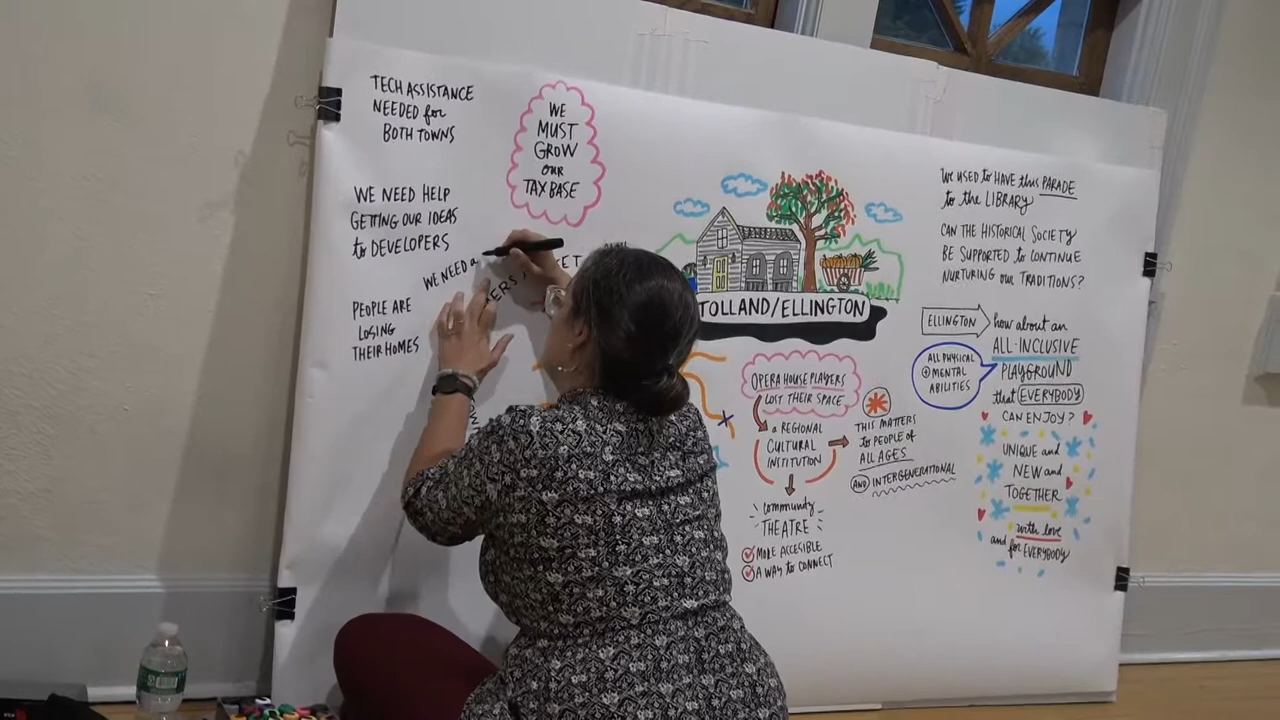 TECH ASSISTANCE
NEEDED for
BOTH TOWNS
WE NEED HELP
GETTING OUR IDEAS
to DEVELOPERS
WE NEED a
PEOPLE ARE
LOSING
THEIR HOMES
WE
MUST
GROW
our
TAX BASE
TOLLAND/ELLINGTON
OPERA HOUSE PLAYERS
LOST THEIR SPACE
a REGIONAL
CULTURAL
INSTITUTION
community
THEATRE
MORE ACCESIBLE
A WAY to CONNECT
THIS MATTERS
to PEOPLE of
ALL AGES
AND INTERGENERATIONAL
WE USED to HAVE this PARADE
to the LIBRARY
CAN THE HISTORICAL SOCIETY
BE SUPPORTED to CONTINUE
NURTURING our TRADITIONS?
ELLINGTON
how about an
ALL-INCLUSIVE
PLAYGROUND
that EVERYBODY
CAN ENJOY?
ALL PHYSICAL
+ MENTAL
ABILITIES
UNIQUE and
NEW and
TOGETHER
with love
and for EVERYBODY